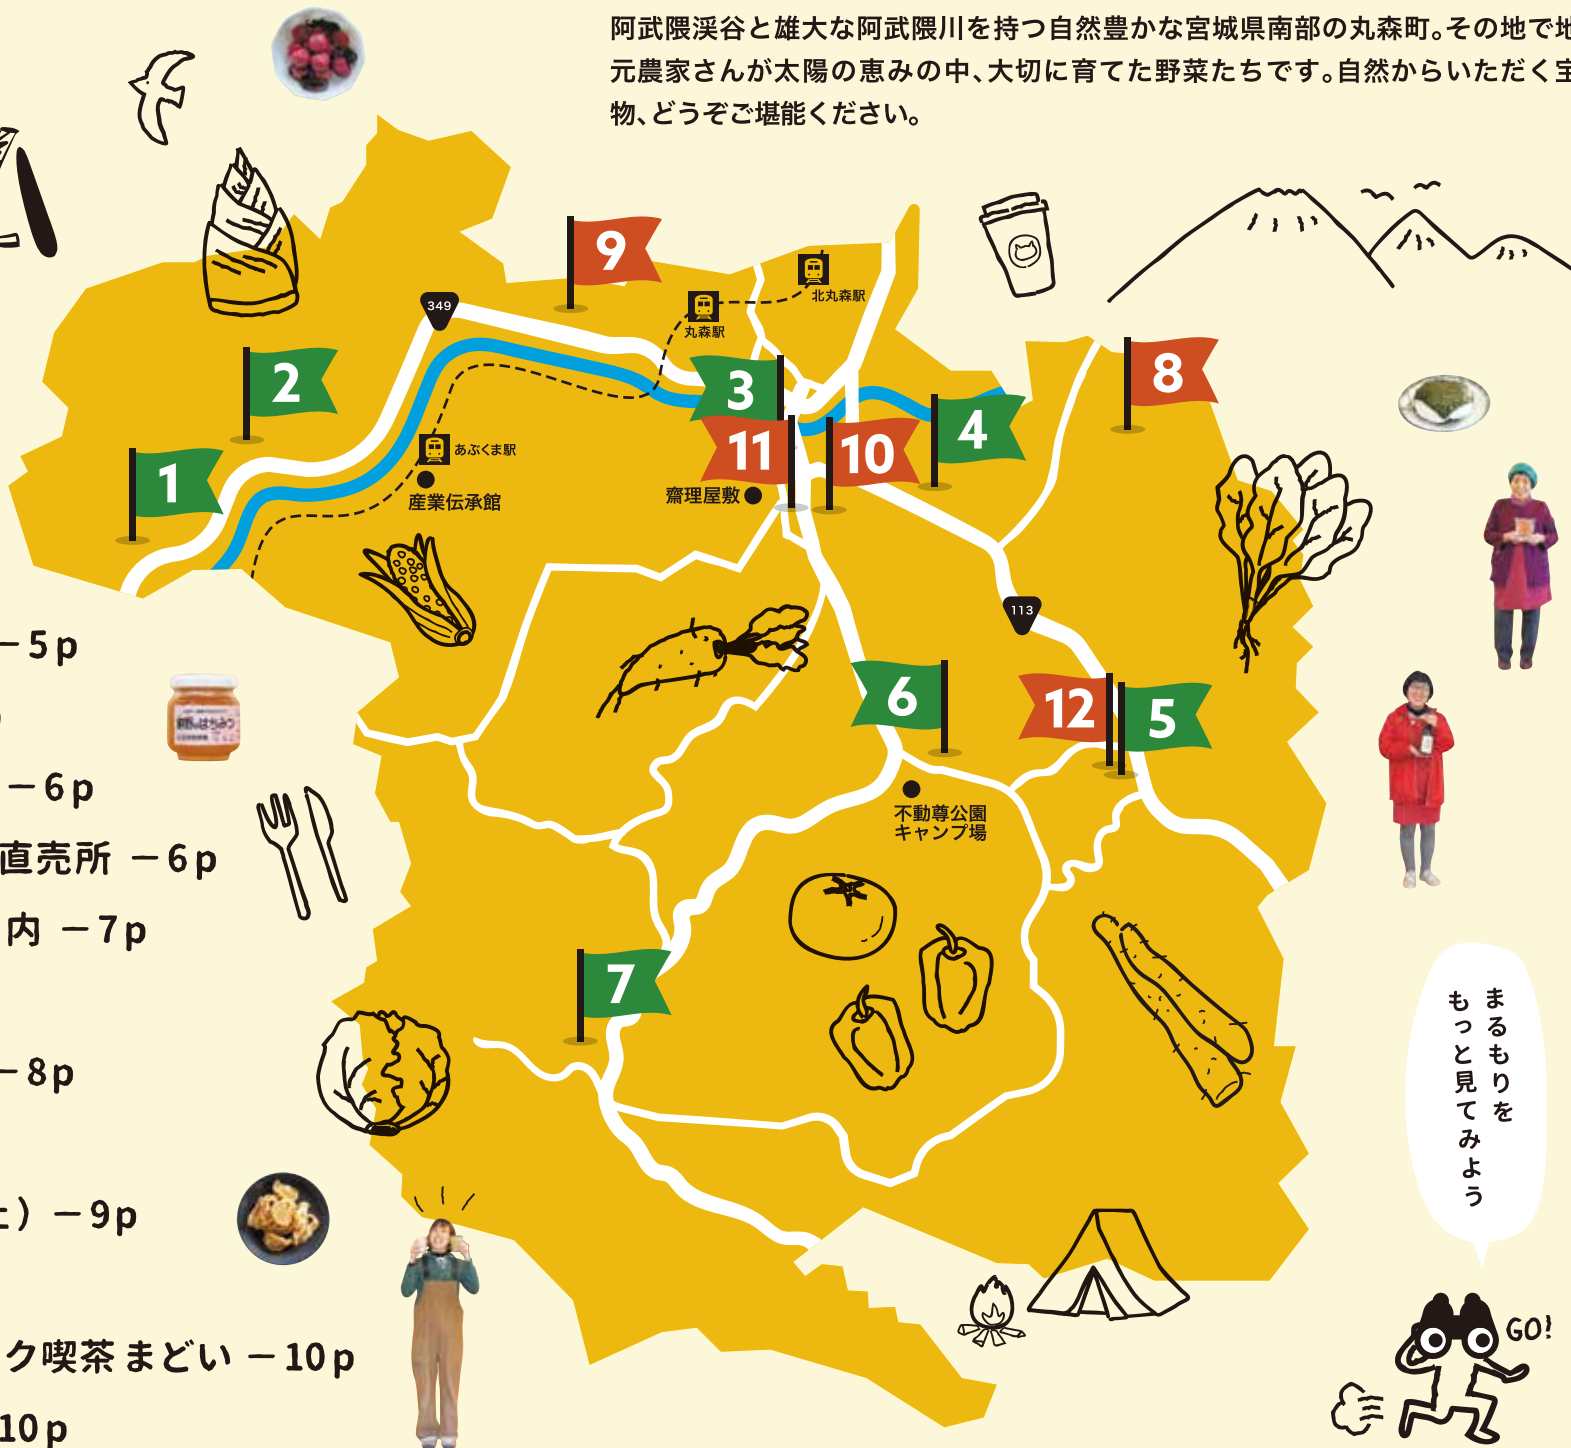 阿武隈渓谷と雄大な阿武隈川を持つ自然豊かな宮城県南部の丸森町。その地で地
元農家さんが太陽の恵みの中、大切に育てた野菜たちです。自然からいただく宝
物、どうぞご堪能ください。
9
北丸森駅
丸森駅
349
2
3
8
4
11
10
1
あぶくま駅
産業伝承館
齋理屋敷
113
6
12
5
不動尊公園
キャンプ場
7
－5p
－6p
直売所 －6p
内 －7p
－8p
）－9p
ク喫茶 まどい －10p
10p
はちみつ
まるもりを
もっと見てみよう
GO!